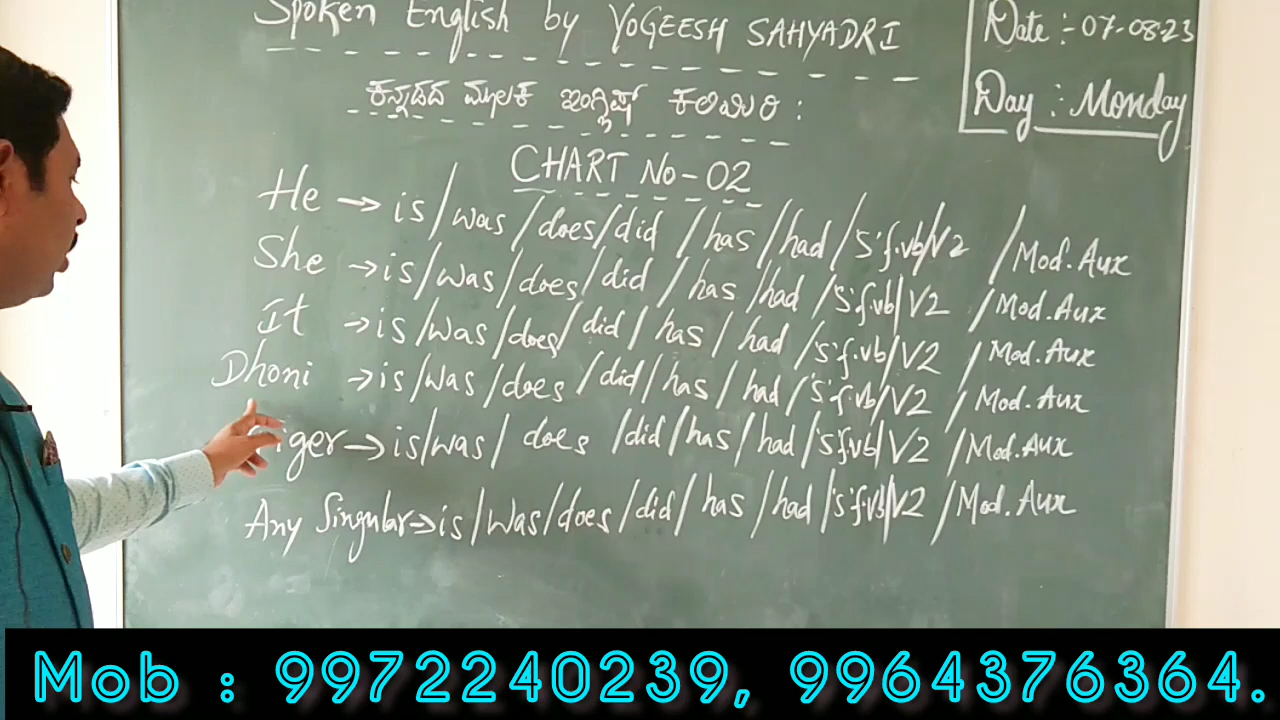 Spoken English by YOGEESH SAHYADRI
Date :- 07-08-23
Day : Monday
ಕನ್ನಡದ ಮೂಲಕ ಇಂಗ್ಲಿಷ್ ಕಲಿಯಿರಿ :
CHART No-02
He → is/was/does/did/has/had/'S'f.vb/V2/Mod.Aux
She → is/was/does/did/has/had/'S'f.vb/V2/Mod.Aux
It → is/was/does/did/has/had/'S'f.vb/V2/Mod.Aux
Dhoni → is/was/does/did/has/had/'S'f.vb/V2/Mod.Aux
iger → is/was/does/did/has/had/'S'f.vb/V2/Mod.Aux
Any Singular → is/was/does/did/has/had/'S'f.vb/V2/Mod.Aux
Mob : 9972240239, 9964376364.